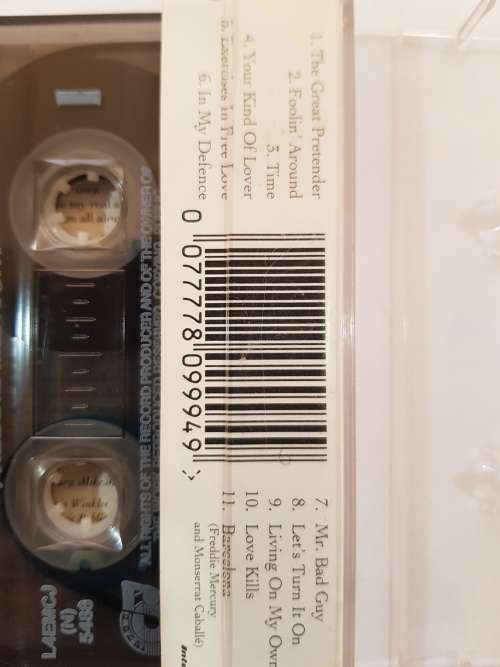 1. The Great Pretender
2. Foolin' Around
3. Time
4. Your Kind Of Lover
5. Exercises In Free Love
6. In My Defence
0 077778 099949 >
7. Mr. Bad Guy
8. Let's Turn It On
9. Living On My Own
10. Love Kills
11. Barcelona
(Freddie Mercury
and Monserrat Caballé)
ALL RIGHTS OF THE RECORD PRODUCER AND OF THE OWNER OF
(N)
5468